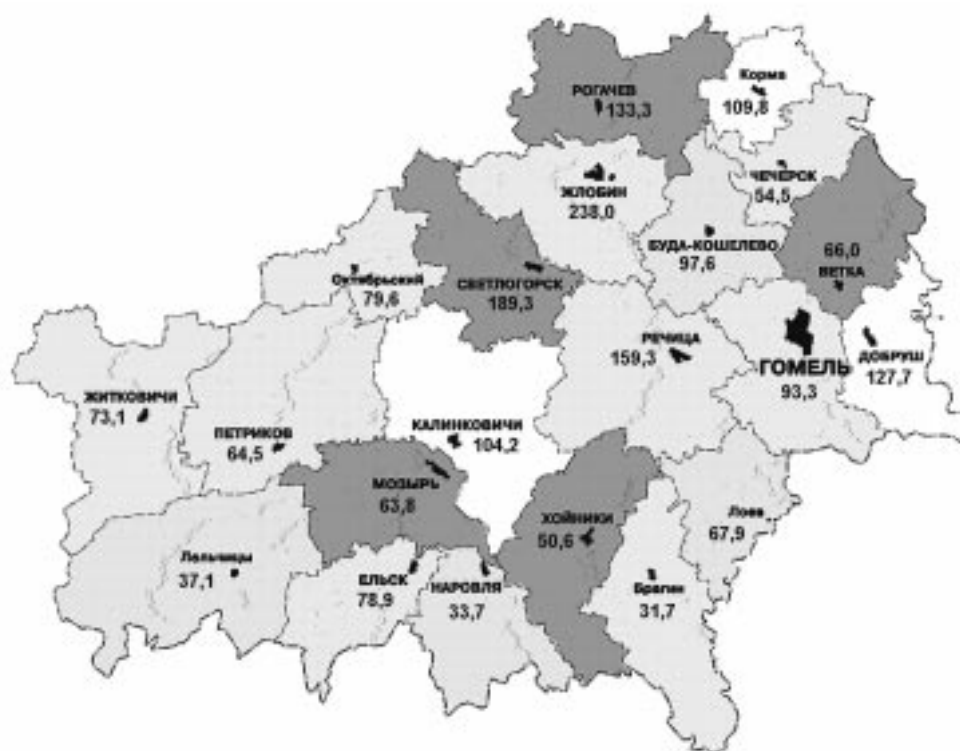 Корма
109,8
РОГАЧЕВ
133,3
ЧЕЧЕРСК
54,5
ЖЛОБИН
238,0
БУДА-КОШЕЛЕВО
97,6
66,0
ВЕТКА
Октябрьский
79,6
СВЕТЛОГОРСК
189,3
РЕЧИЦА
159,3
ГОМЕЛЬ
93,3
ДОБРУШ
127,7
ЖИТКОВИЧИ
73,1
ПЕТРИКОВ
64,5
КАЛИНКОВИЧИ
104,2
МОЗЫРЬ
63,8
ХОЙНИКИ
50,6
Лоев
67,9
Лельчицы
37,1
ЕЛЬСК
78,9
НАРОВЛЯ
33,7
Брагин
31,7